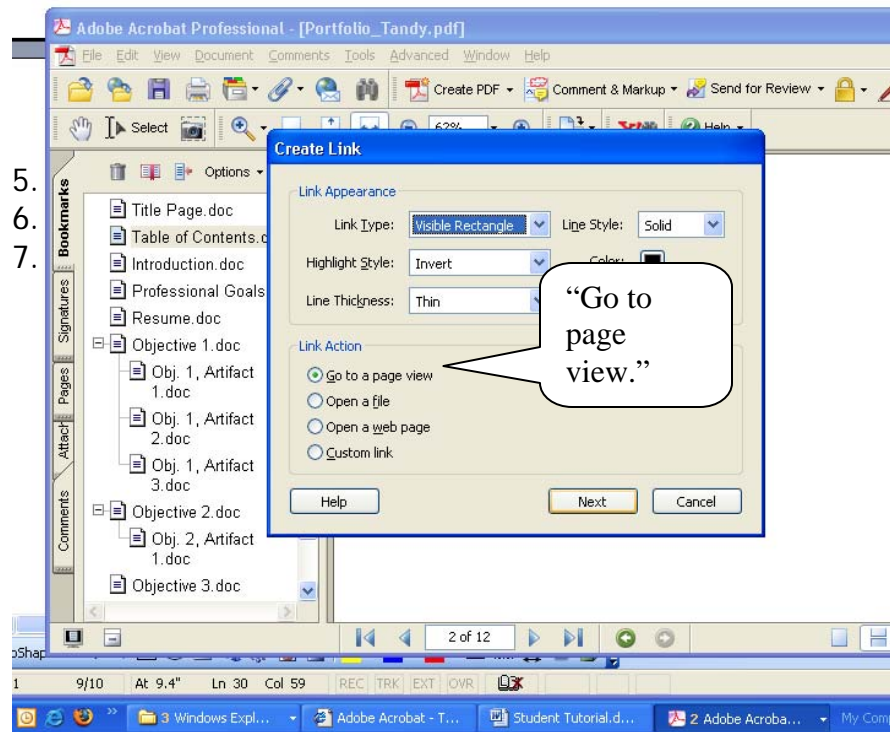 Adobe Acrobat Professional - [Portfolio_Tandy.pdf]
File Edit View Document Comments Tools Advanced Window Help
Create PDF Comment & Markup Send for Review
Select 62% Help
Create Link
5.
6.
7.
Options
Bookmarks
Signatures
Pages
Attach
Comments
Title Page.doc
Table of Contents.d
Introduction.doc
Professional Goals
Resume.doc
Objective 1.doc
Obj. 1, Artifact
1.doc
Obj. 1, Artifact
2.doc
Obj. 1, Artifact
3.doc
Objective 2.doc
Obj. 2, Artifact
1.doc
Objective 3.doc
Link Appearance
Link Type: Visible Rectangle Line Style: Solid
Highlight Style: Invert Color:
Line Thickness: Thin
“Go to
page
view.”
Link Action
Go to a page view
Open a file
Open a web page
Custom link
Help Next Cancel
2 of 12
1 9/10 At 9.4" Ln 30 Col 59 REC TRK EXT OVR
3 Windows Expl... Adobe Acrobat - T... Student Tutorial.d... 2 Adobe Acroba... My Com